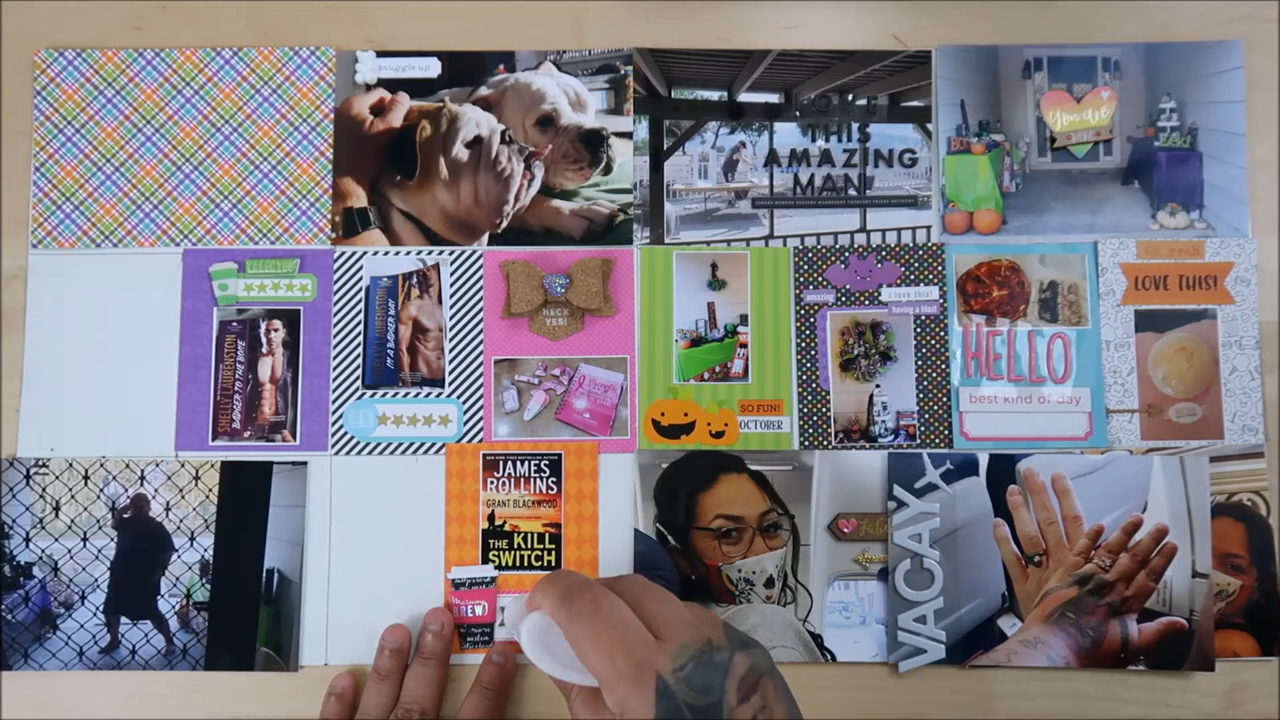 snuggle up
THIS
AMAZING
MAN
You are
SHELLY LAURENSTON
BADGER TO THE BONE
IN A BADGER WAY
HECK
YES!
SO FUN!
OCTOBER
amazing
i love this!
having a blast
HELLO
best kind of day
LOVE THIS!
JAMES
ROLLINS
GRANT BLACKWOOD
THE KILL
SWITCH
Morning
BREW
VACAY